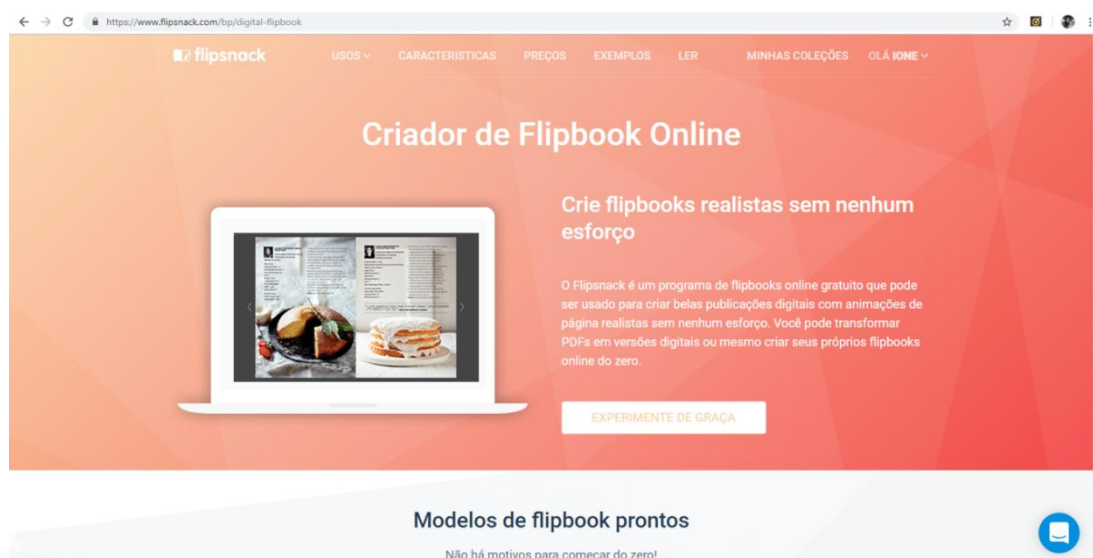 https://www.flipsnack.com/bp/digital-flipbook
flipsnack USOS CARACTERISTICAS PREÇOS EXEMPLOS LER MINHAS COLEÇÕES OLÁ IONE
Criador de Flipbook Online
Crie flipbooks realistas sem nenhum
esforço
O Flipsnack é um programa de flipbooks online gratuito que pode
ser usado para criar belas publicações digitais com animações de
página realistas sem nenhum esforço. Você pode transformar
PDFs em versões digitais ou mesmo criar seus próprios flipbooks
online do zero.
EXPERIMENTE DE GRAÇA
Modelos de flipbook prontos
Não há motivos para começar do zero!